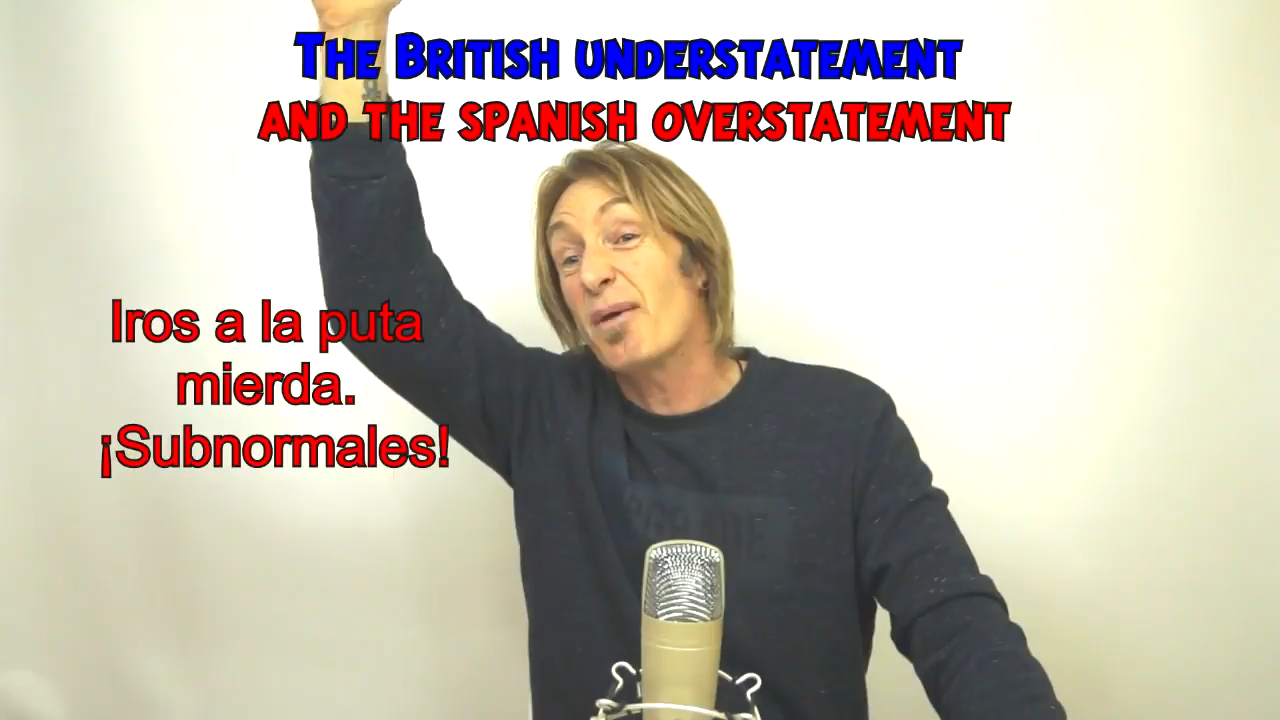 The British understatement
and the spanish overstatement
Iros a la puta
mierda.
¡Subnormales!